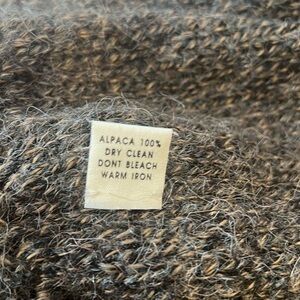 ALPACA 100%
DRY CLEAN
DONT BLEACH
WARM IRON